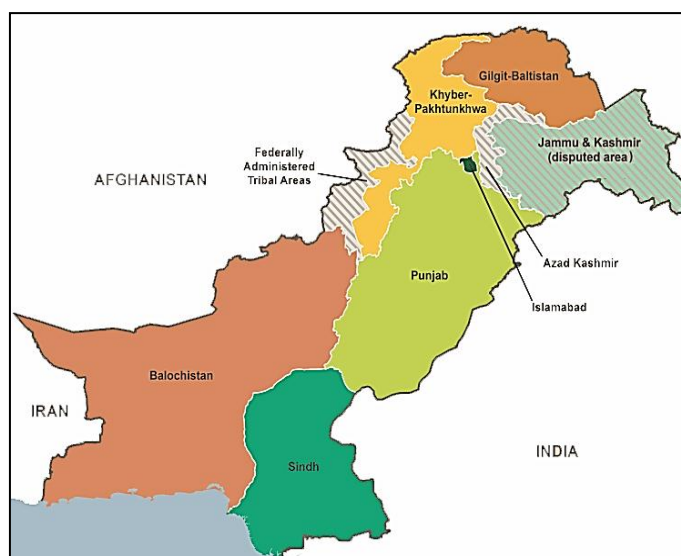 Gilgit-Baltistan
Khyber-
Pakhtunkhwa
Jammu & Kashmir
(disputed area)
Federally
Administered
Tribal Areas
AFGHANISTAN
Azad Kashmir
Punjab
Islamabad
Balochistan
IRAN
INDIA
Sindh